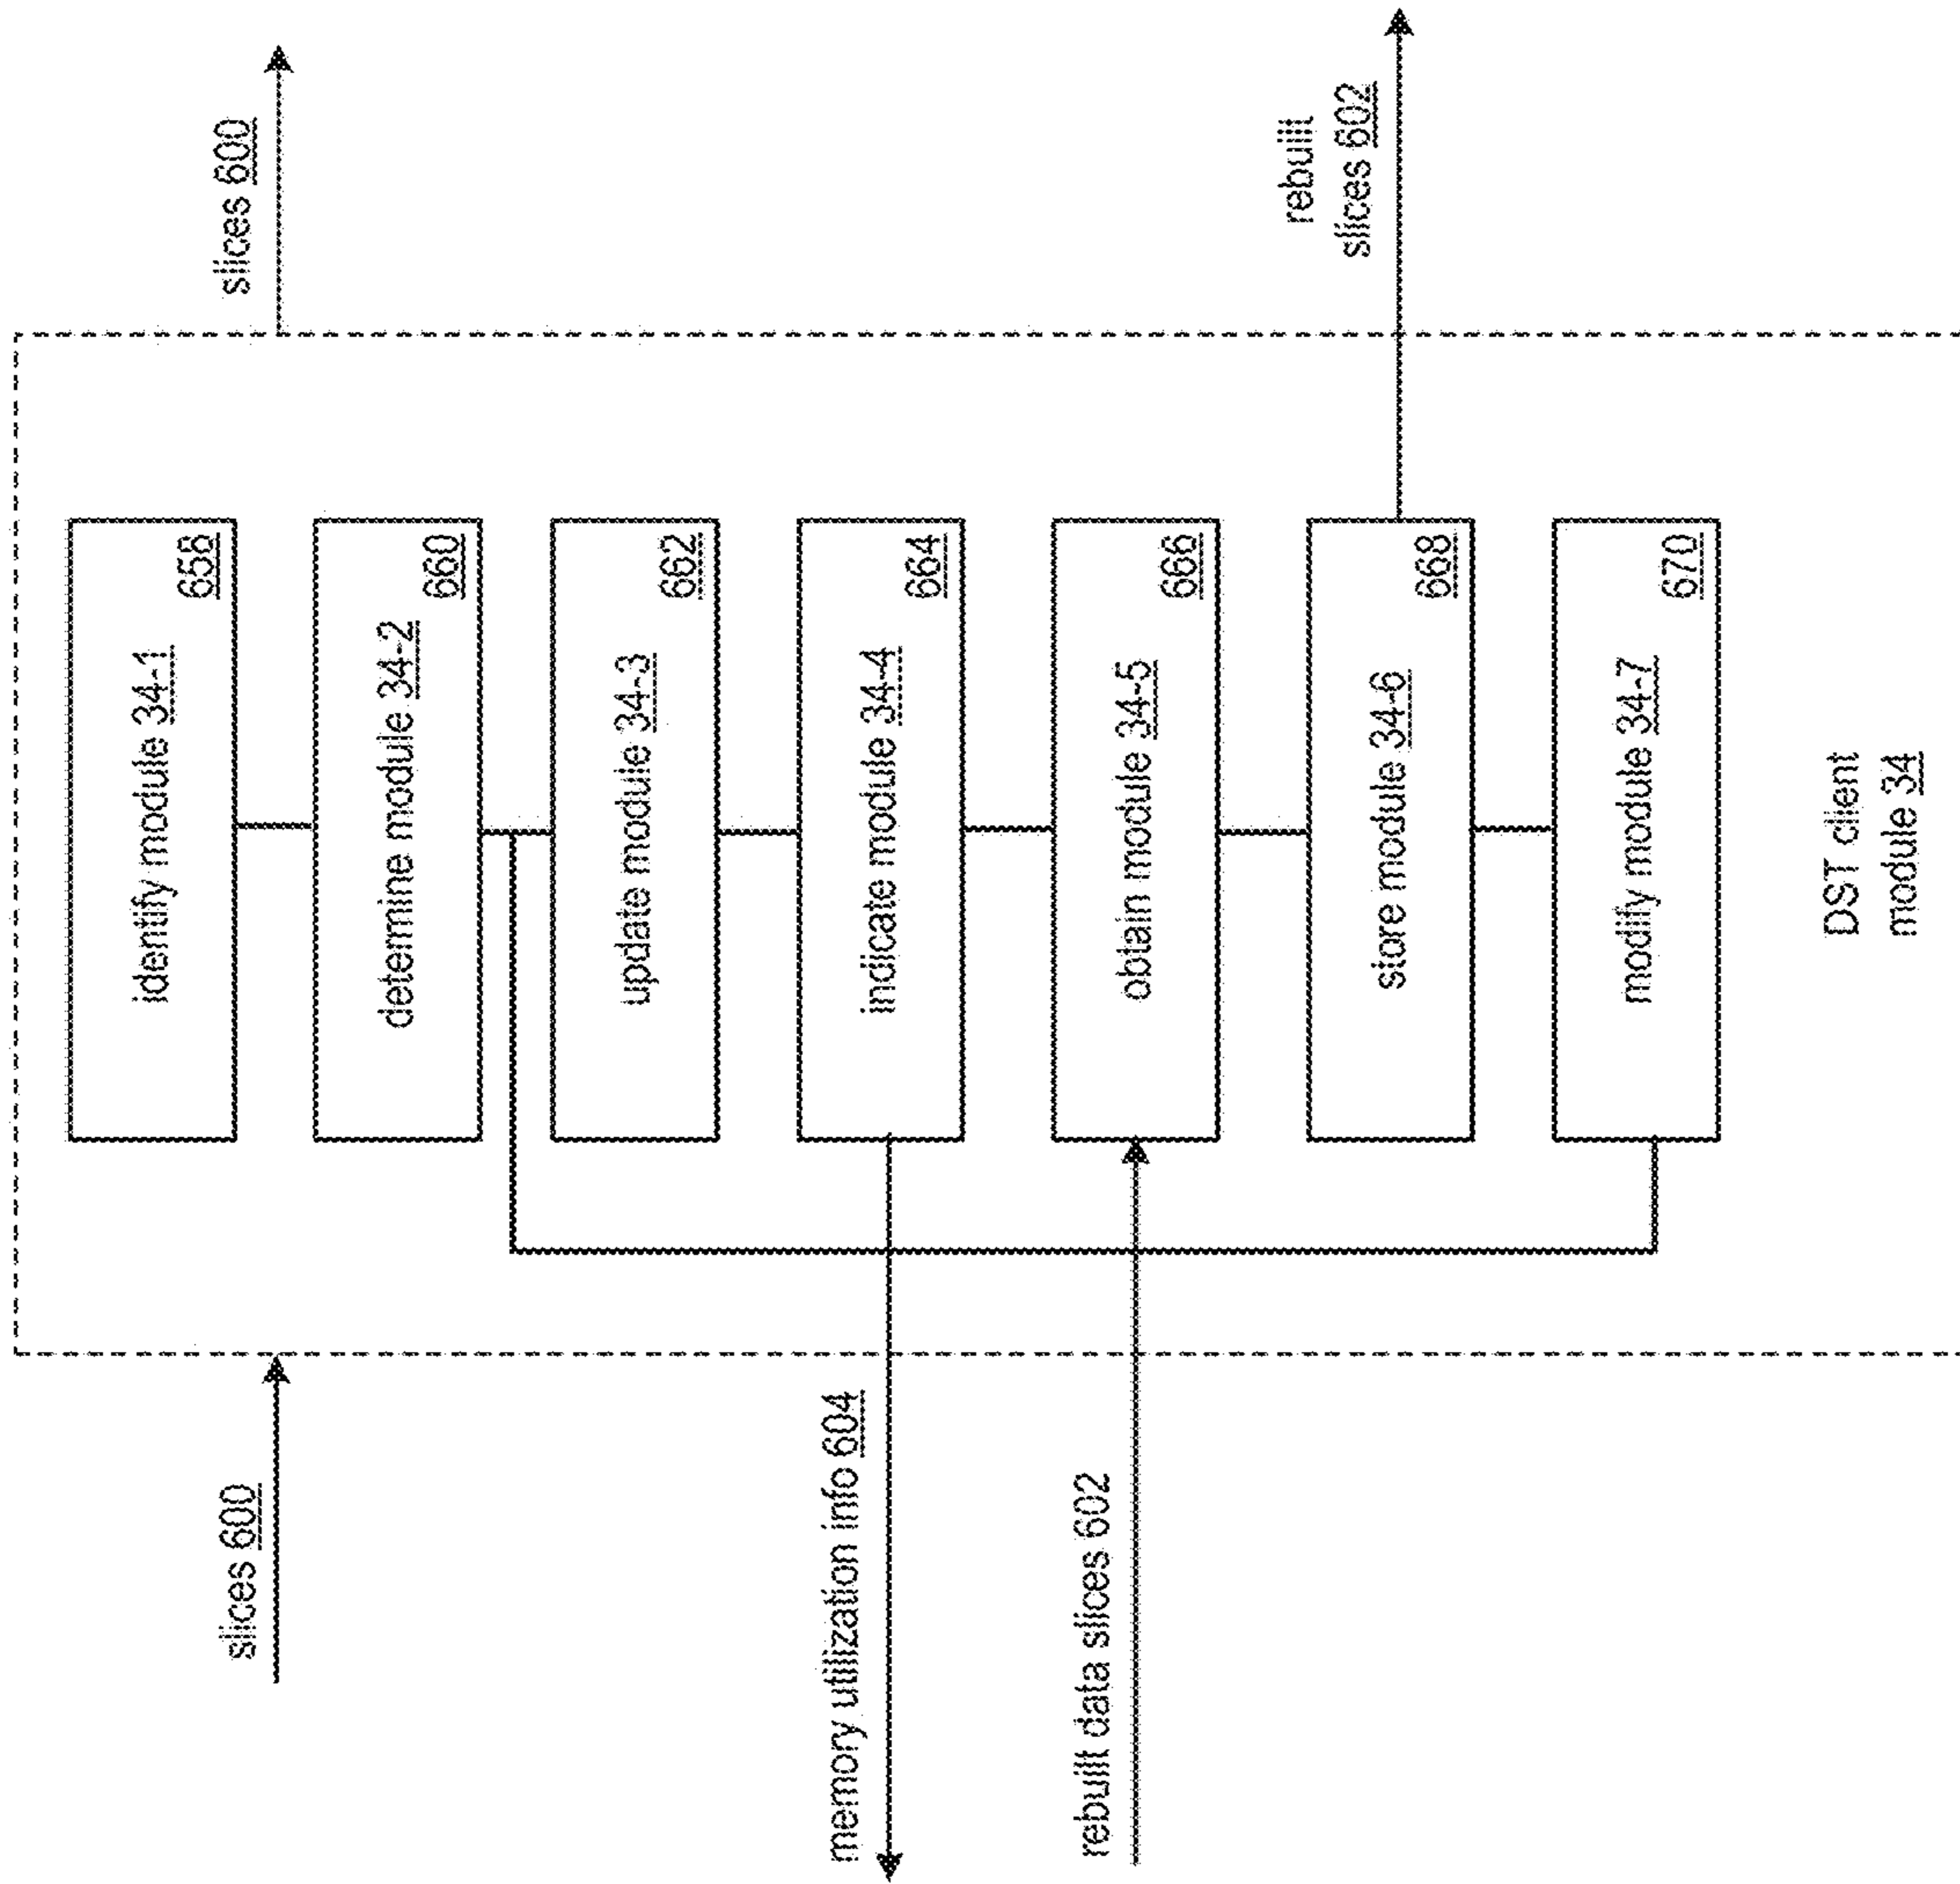 slices 600
slices 600
identify module 34-1
658
determine module 34-2
660
update module 34-3
662
memory utilization info 604
indicate module 34-4
664
rebuilt data slices 602
obtain module 34-5
666
store module 34-6
668
rebuilt
slices 602
modify module 34-7
670
DST client
module 34